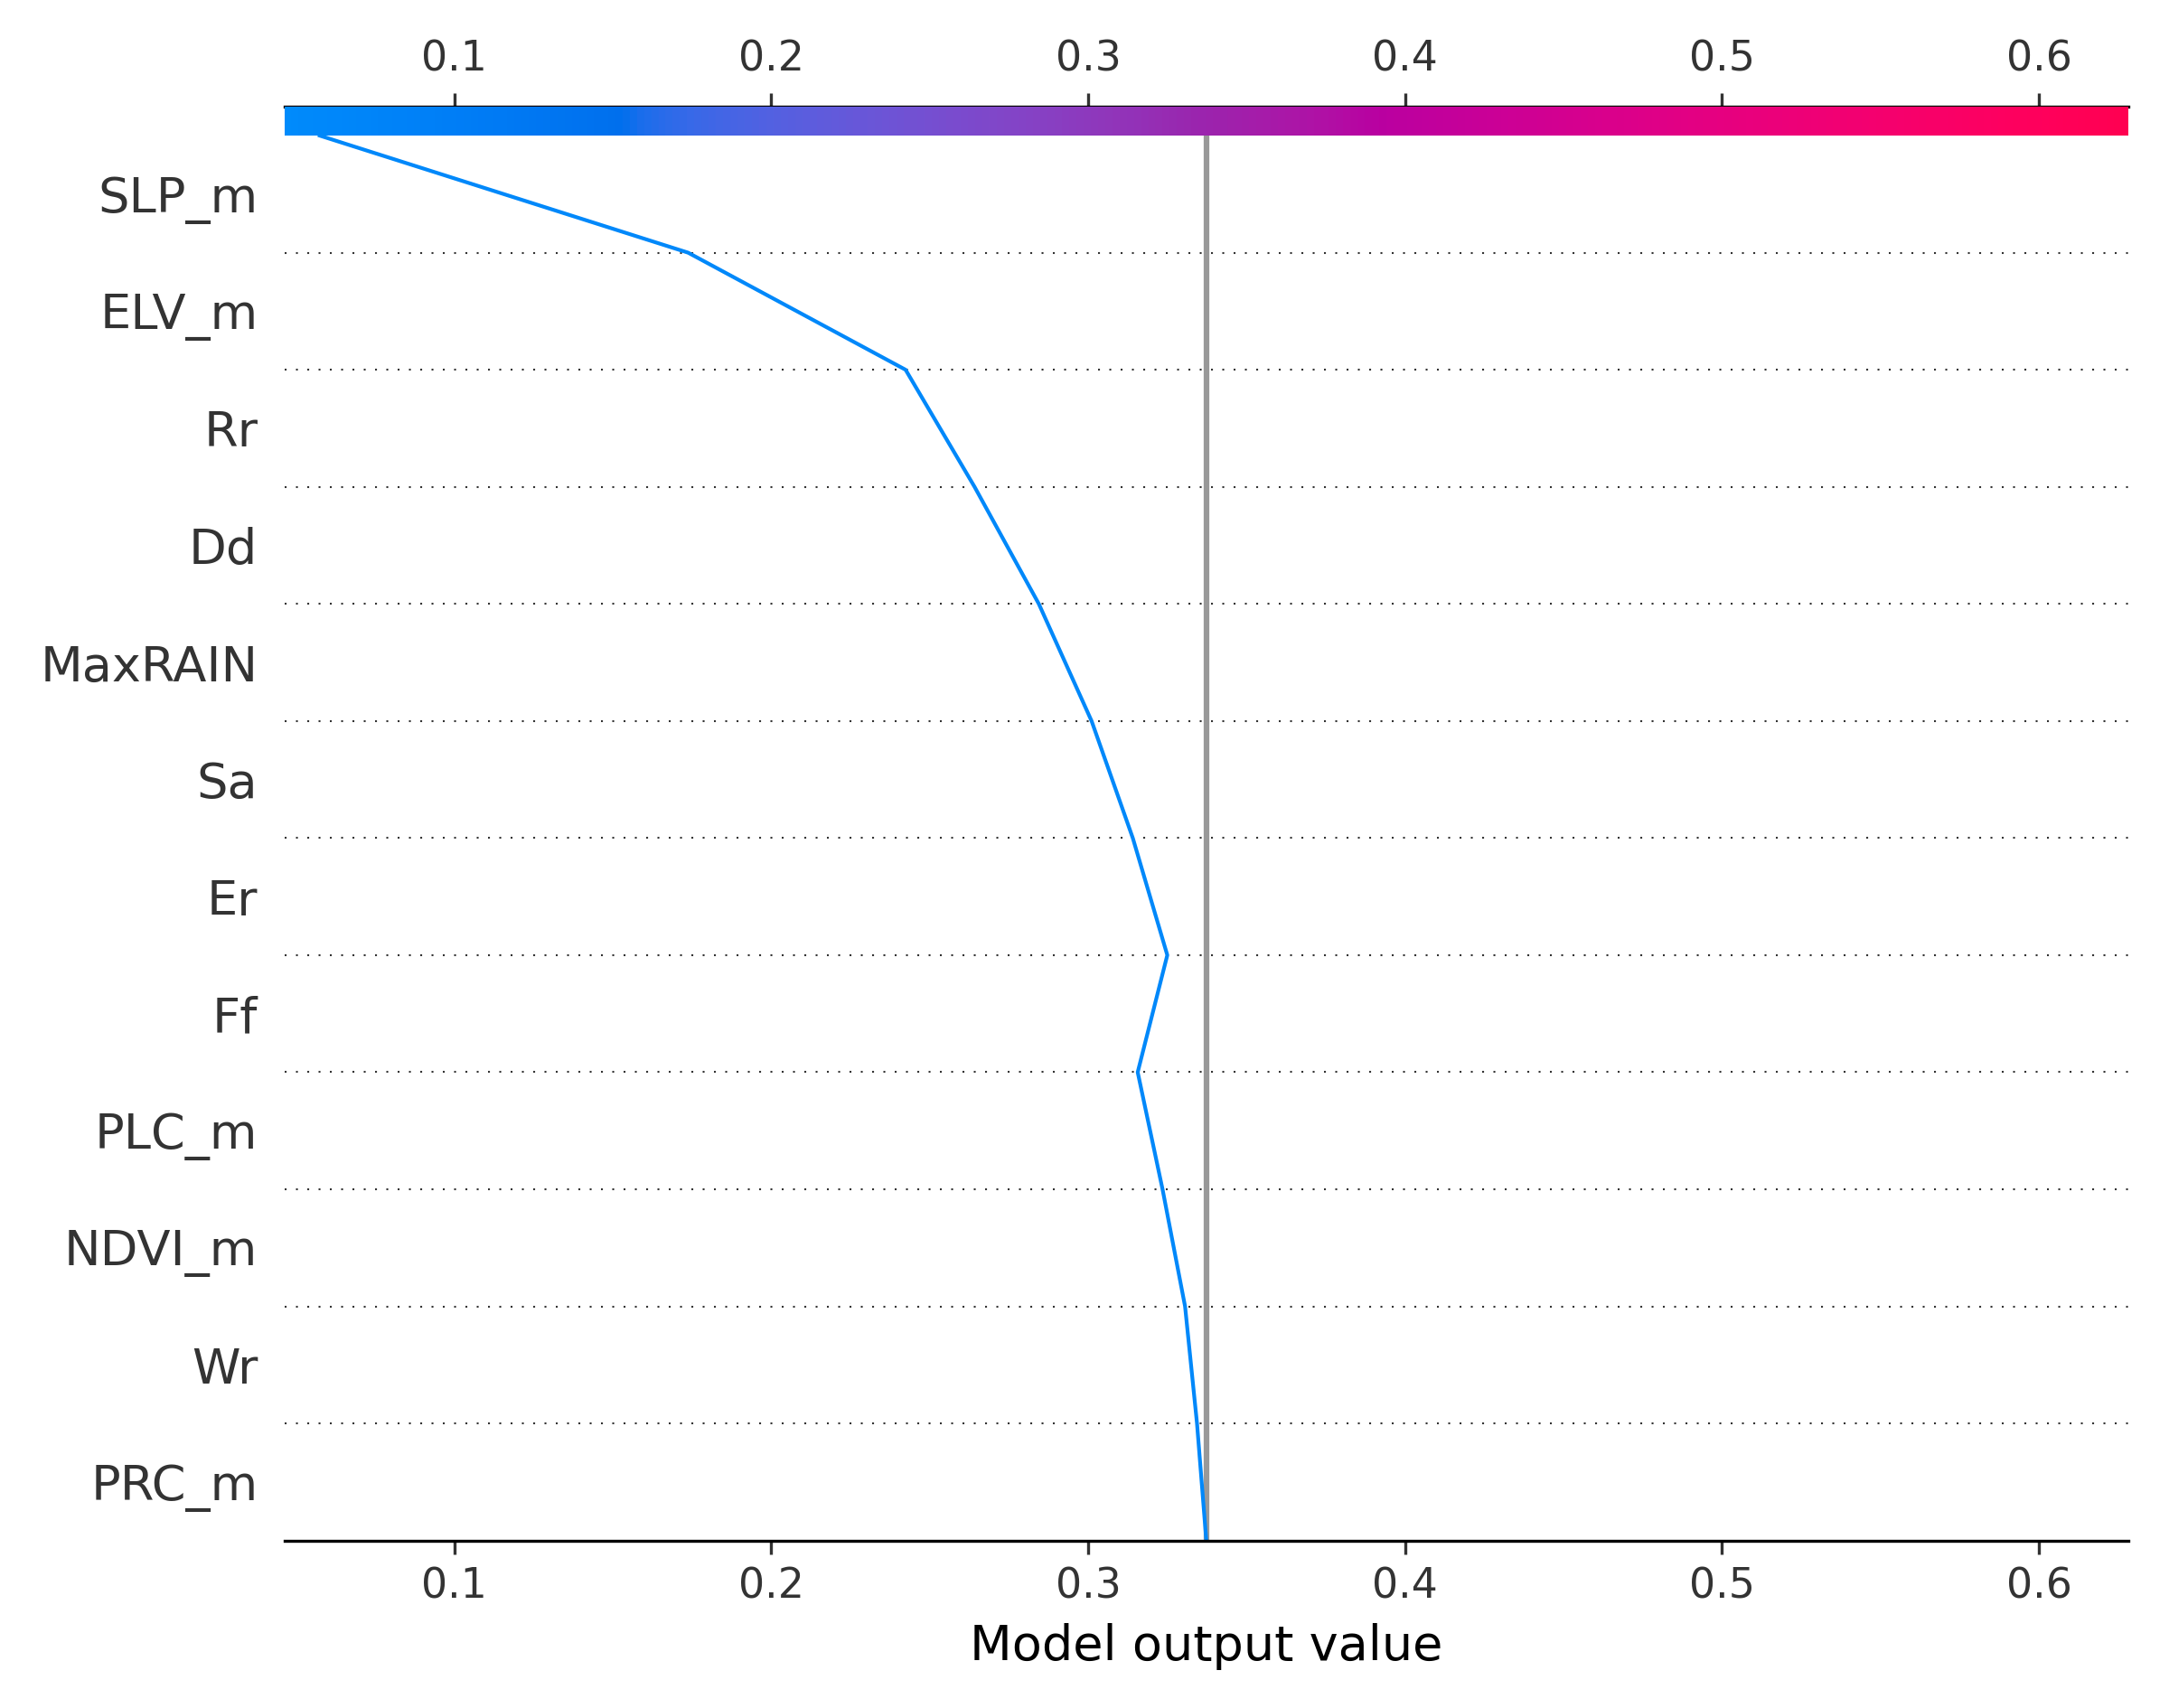 0.1 0.2 0.3 0.4 0.5 0.6
SLP_m
ELV_m
Rr
Dd
MaxRAIN
Sa
Er
Ff
PLC_m
NDVI_m
Wr
PRC_m
0.1 0.2 0.3 0.4 0.5 0.6
Model output value